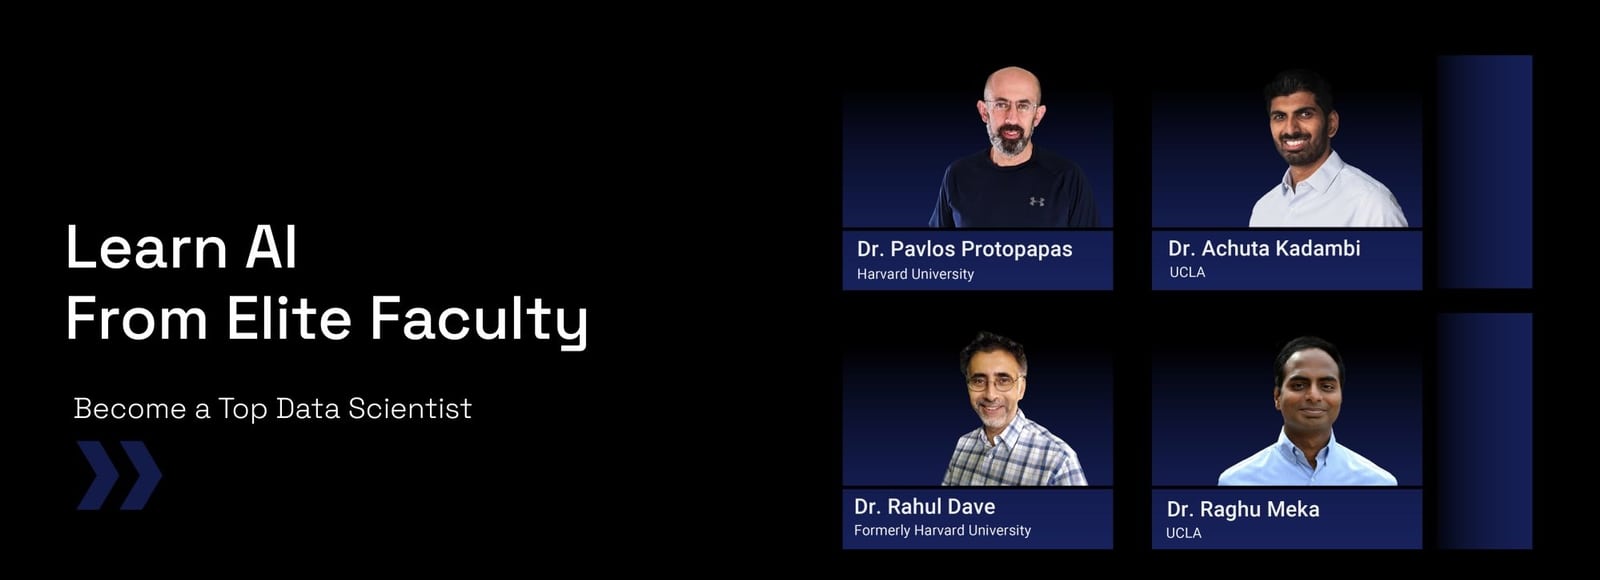 Learn AI
From Elite Faculty
Become a Top Data Scientist
Dr. Pavlos Protopapas
Harvard University
Dr. Achuta Kadambi
UCLA
Dr. Rahul Dave
Formerly Harvard University
Dr. Raghu Meka
UCLA